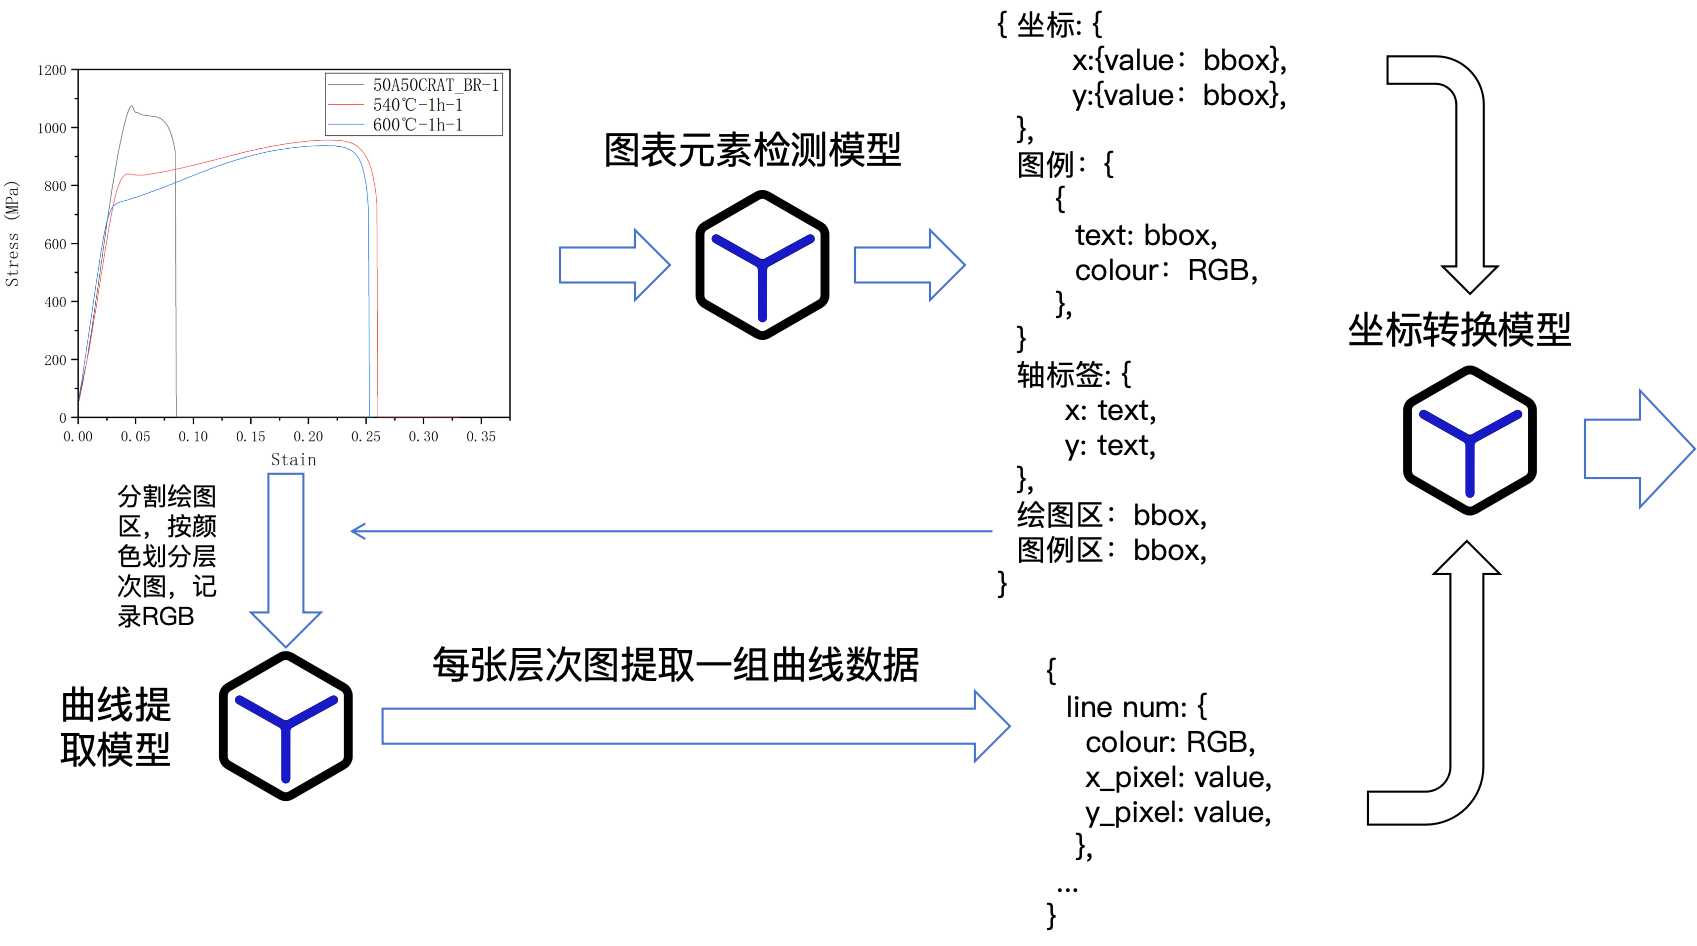 1200
1000
800
600
400
200
0
Stress (MPa)
50A50CRAT_BR-1
540℃-1h-1
600℃-1h-1
0.00 0.05 0.10 0.15 0.20 0.25 0.30 0.35
Stain
图表元素检测模型
{ 坐标: {
x:{value：bbox},
y:{value：bbox},
},
图例：{
{
text: bbox,
colour：RGB,
},
}
轴标签: {
x: text,
y: text,
},
绘图区：bbox,
图例区：bbox,
}
坐标转换模型
分割绘图
区，按颜
色划分层
次图，记
录RGB
曲线提
取模型
每张层次图提取一组曲线数据
{
line num: {
colour: RGB,
x_pixel: value,
y_pixel: value,
},
...
}